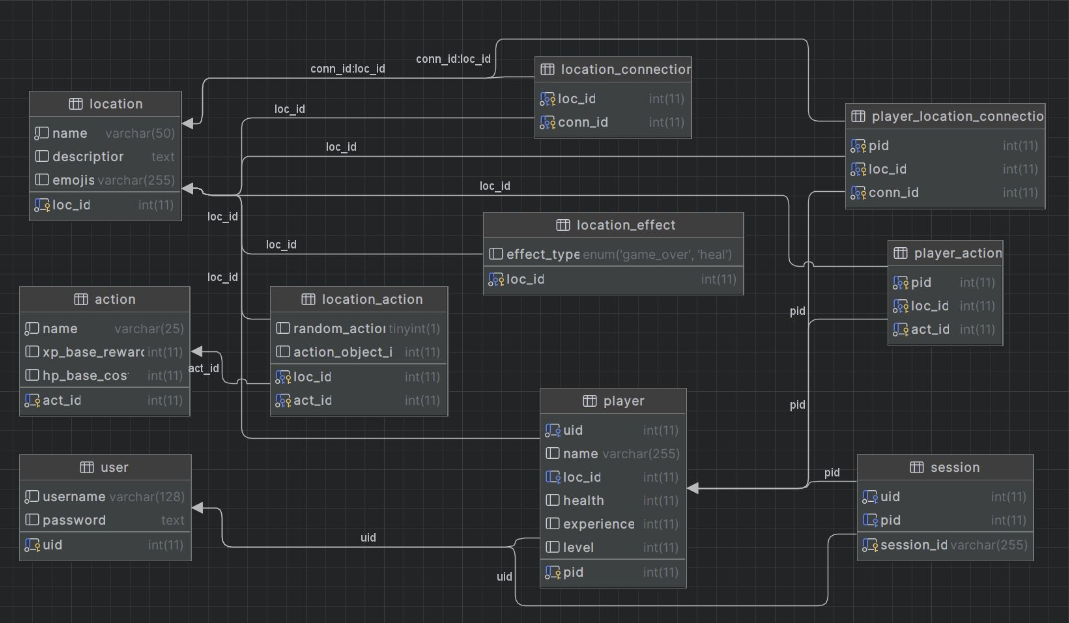 conn_id:loc_id
conn_id:loc_id
location_connection
loc_id int(11)
conn_id int(11)
location
name varchar(50)
description text
emojis varchar(255)
loc_id int(11)
loc_id
loc_id
loc_id
loc_id
loc_id
loc_id
player_location_connectio
pid int(11)
loc_id int(11)
conn_id int(11)
location_effect
effect_type enum('game_over', 'heal')
loc_id int(11)
player_action
pid int(11)
loc_id int(11)
act_id int(11)
action
name varchar(25)
xp_base_reward int(11)
hp_base_cos int(11)
act_id int(11)
act_id
location_action
random_action tinyint(1)
action_object_i int(11)
loc_id int(11)
act_id int(11)
pid
pid
pid
player
uid int(11)
name varchar(255)
loc_id int(11)
health int(11)
experience int(11)
level int(11)
pid int(11)
user
username varchar(128)
password text
uid int(11)
uid
uid
session
uid int(11)
pid int(11)
session_id varchar(255)